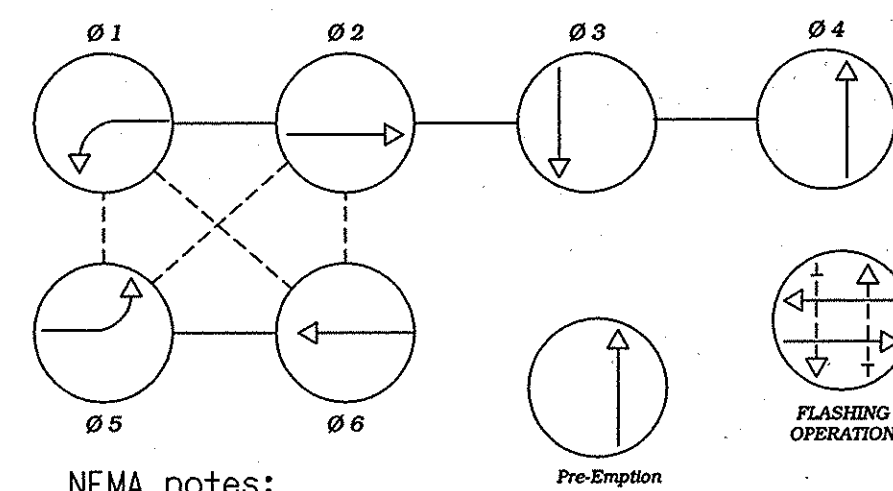 Ø 1
Ø 2
Ø 3
Ø 4
Ø 5
Ø 6
Pre-Emption
FLASHING
OPERATION
NEMA notes: